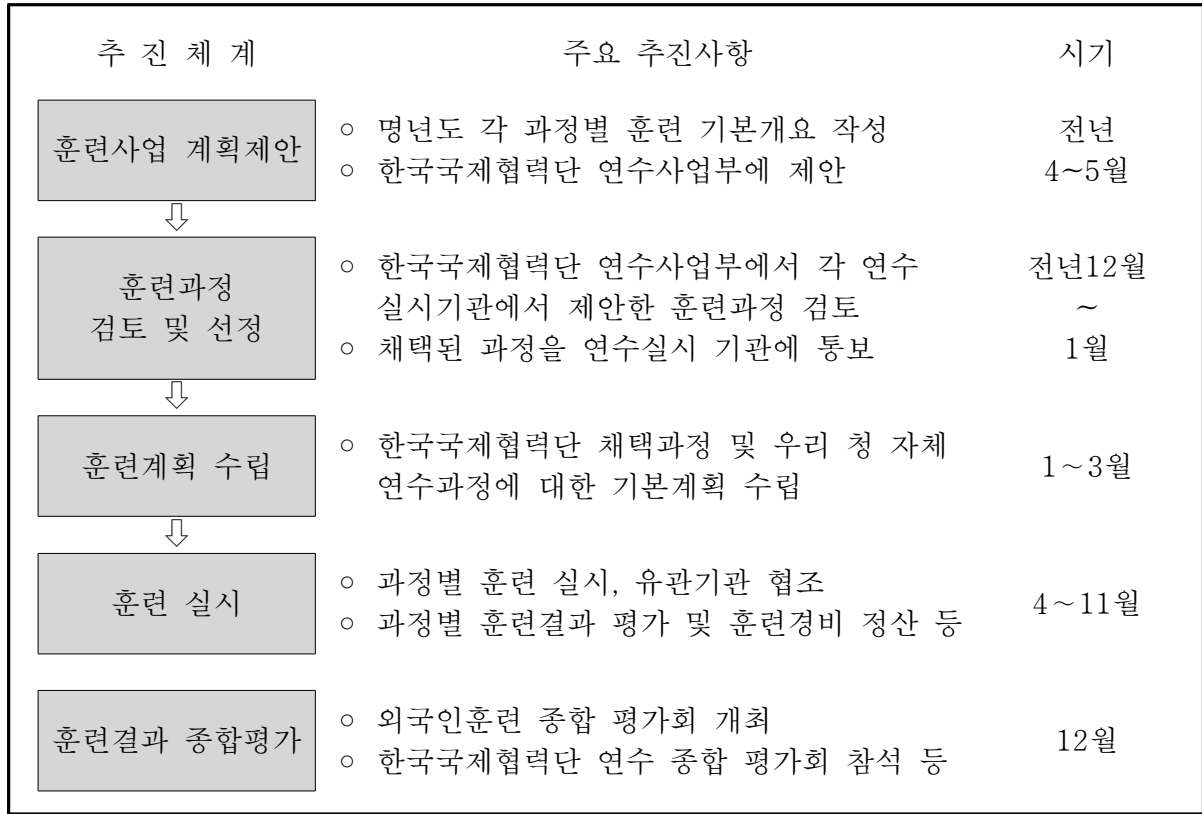 추 진 체 계 주요 추진사항 시기
훈련사업 계획제안
○ 명년도 각 과정별 훈련 기본개요 작성
○ 한국국제협력단 연수사업부에 제안
전년
4~5월
⇩
훈련과정
검토 및 선정
○ 한국국제협력단 연수사업부에서 각 연수
실시기관에서 제안한 훈련과정 검토
○ 채택된 과정을 연수실시 기관에 통보
전년12월
~
1월
⇩
훈련계획 수립
○ 한국국제협력단 채택과정 및 우리 청 자체
연수과정에 대한 기본계획 수립
1～3월
⇩
훈련 실시
○ 과정별 훈련 실시, 유관기관 협조
○ 과정별 훈련결과 평가 및 훈련경비 정산 등
4～11월
훈련결과 종합평가
○ 외국인훈련 종합 평가회 개최
○ 한국국제협력단 연수 종합 평가회 참석 등
12월